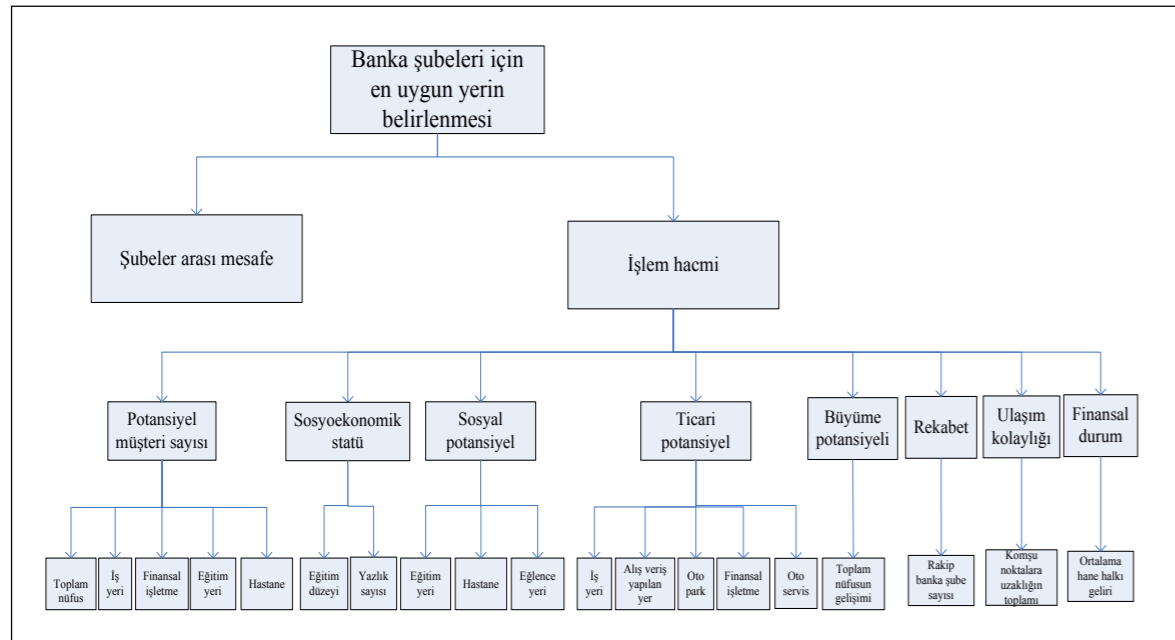 Banka şubeleri için
en uygun yerin
belirlenmesi
Şubeler arası mesafe
İşlem hacmi
Potansiyel
müşteri sayısı
Sosyoekonomik
statü
Sosyal
potansiyel
Ticari
potansiyel
Büyüme
potansiyeli
Rekabet
Ulaşım
kolaylığı
Finansal
durum
Toplam
nüfus
İş
yeri
Finansal
işletme
Eğitim
yeri
Hastane
Eğitim
düzeyi
Yazlık
sayısı
Eğitim
yeri
Hastane
Eğlence
yeri
İş
yeri
Alış veriş
yapılan
yer
Oto
park
Finansal
işletme
Oto
servis
Toplam
nüfusun
gelişimi
Rakip
banka şube
sayısı
Komşu
noktalara
uzaklığın
toplamı
Ortalama
hane halkı
geliri